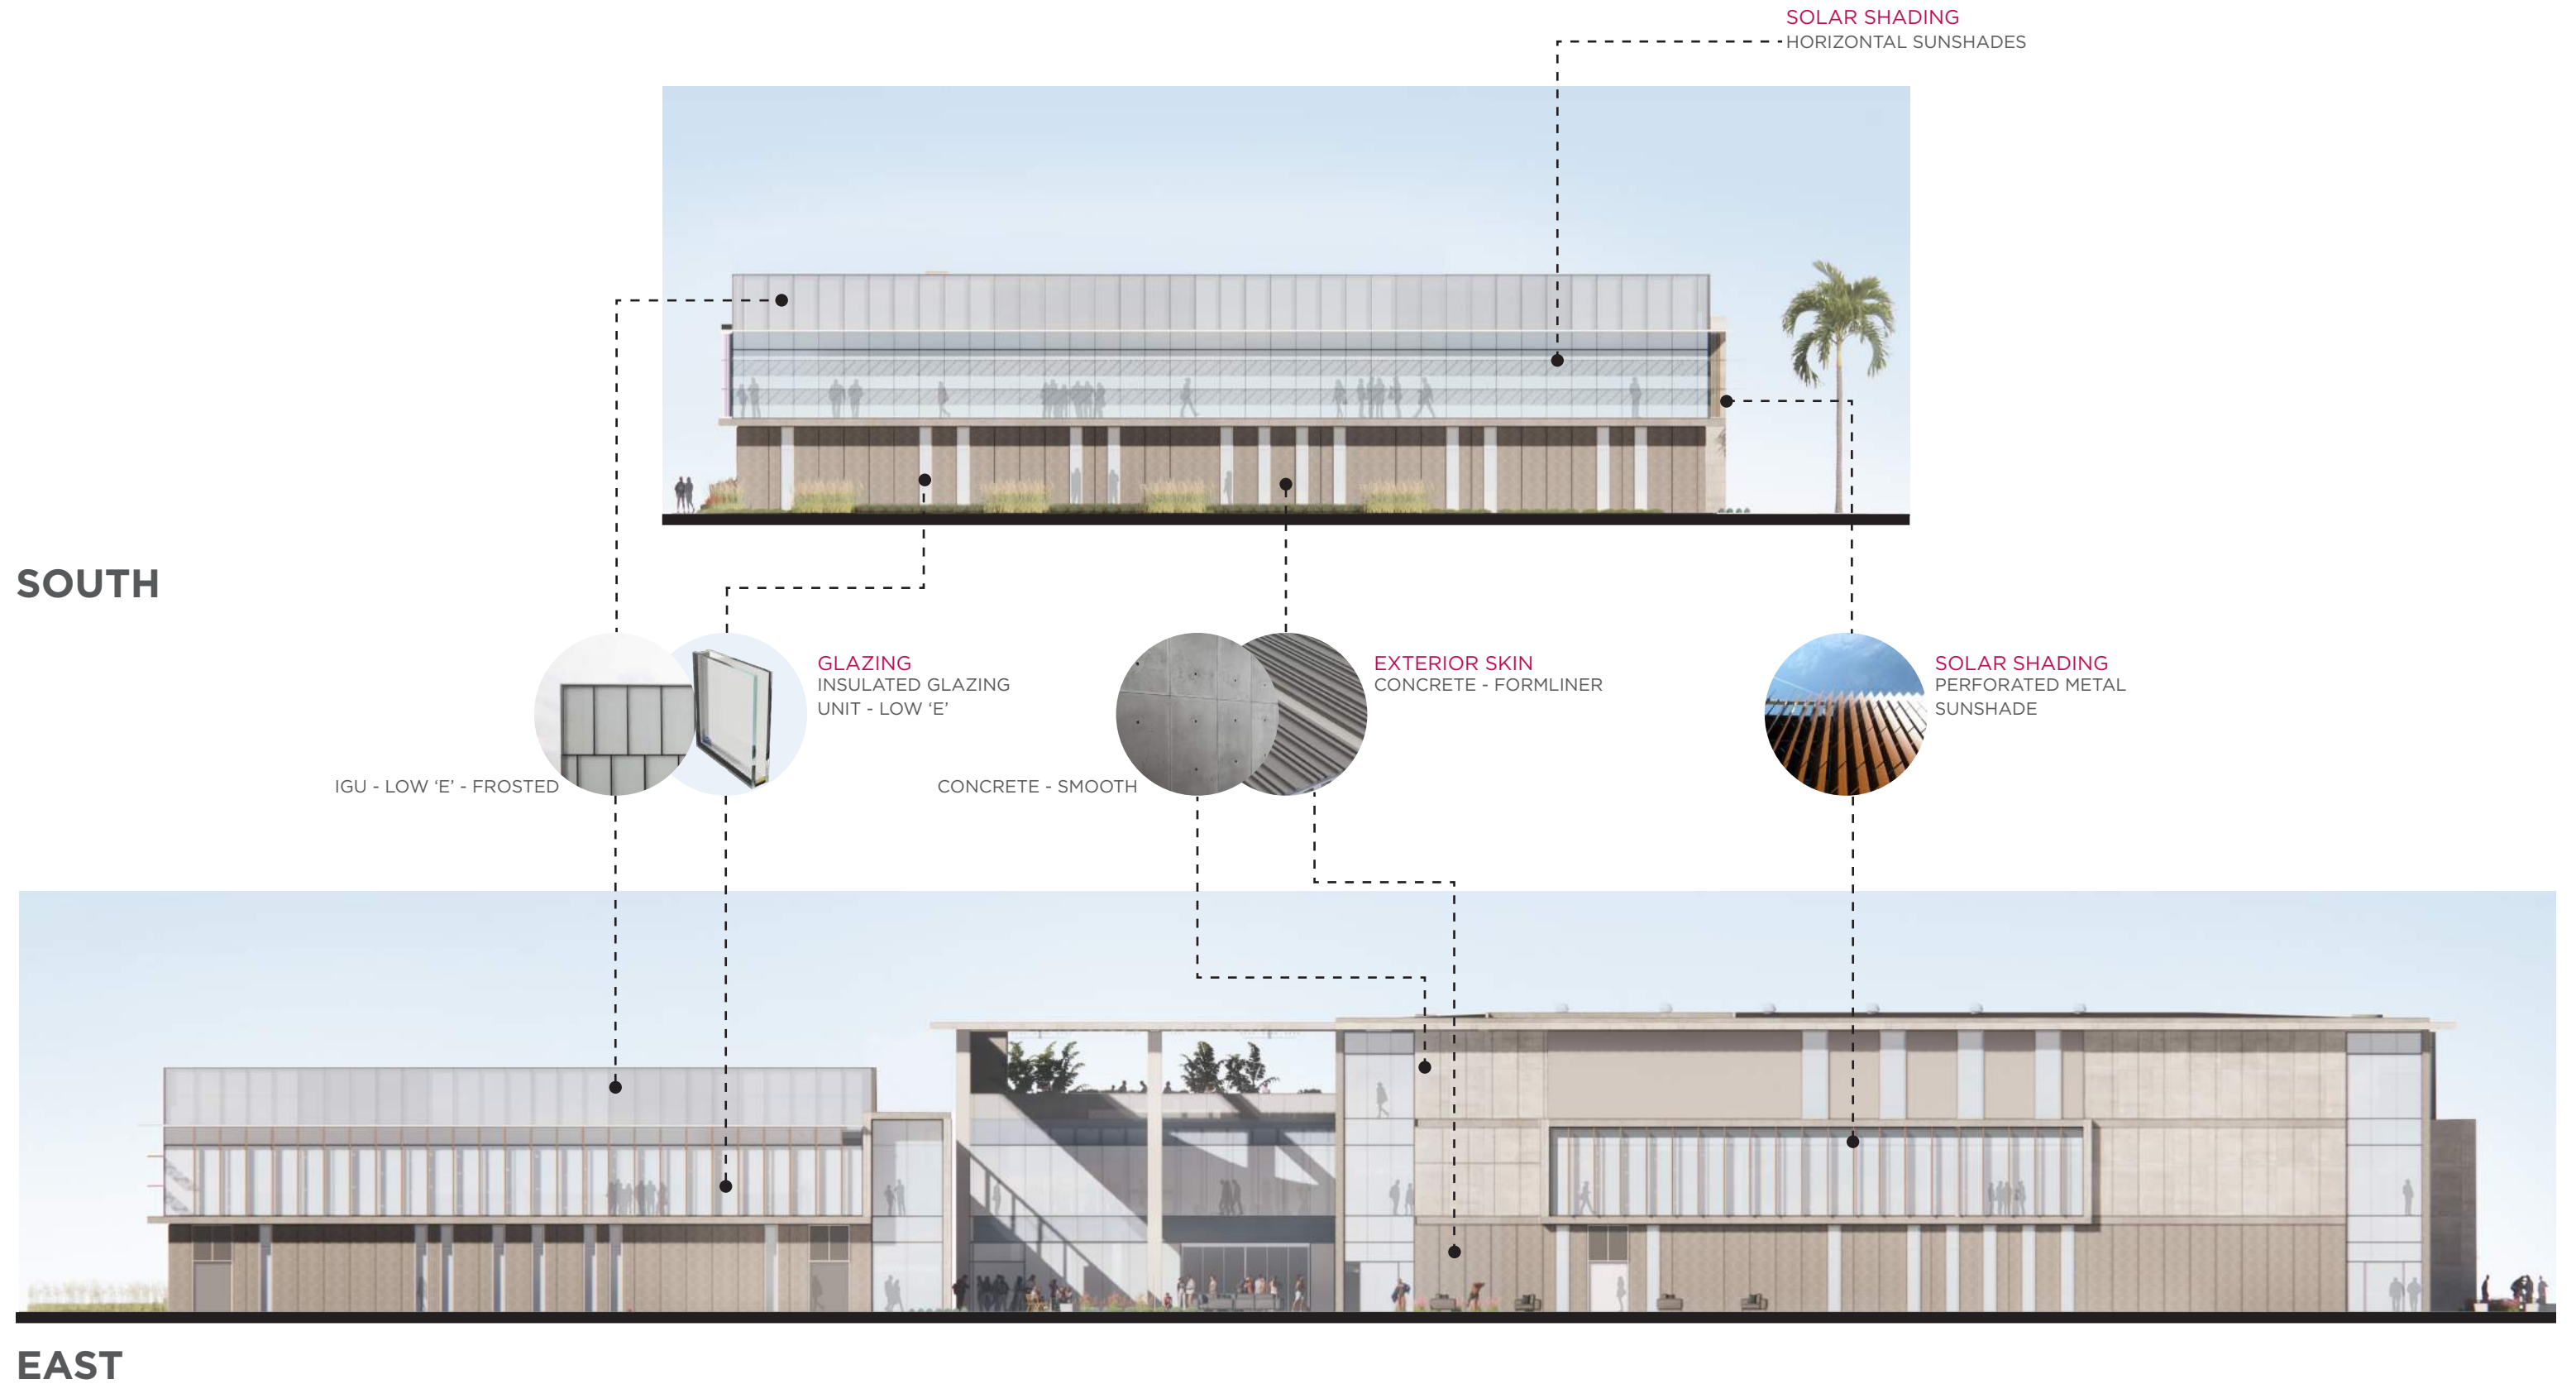 SOLAR SHADING
HORIZONTAL SUNSHADES
SOUTH
GLAZING
INSULATED GLAZING
UNIT - LOW ‘E’
IGU - LOW ‘E’ - FROSTED
EXTERIOR SKIN
CONCRETE - FORMLINER
CONCRETE - SMOOTH
SOLAR SHADING
PERFORATED METAL
SUNSHADE
EAST